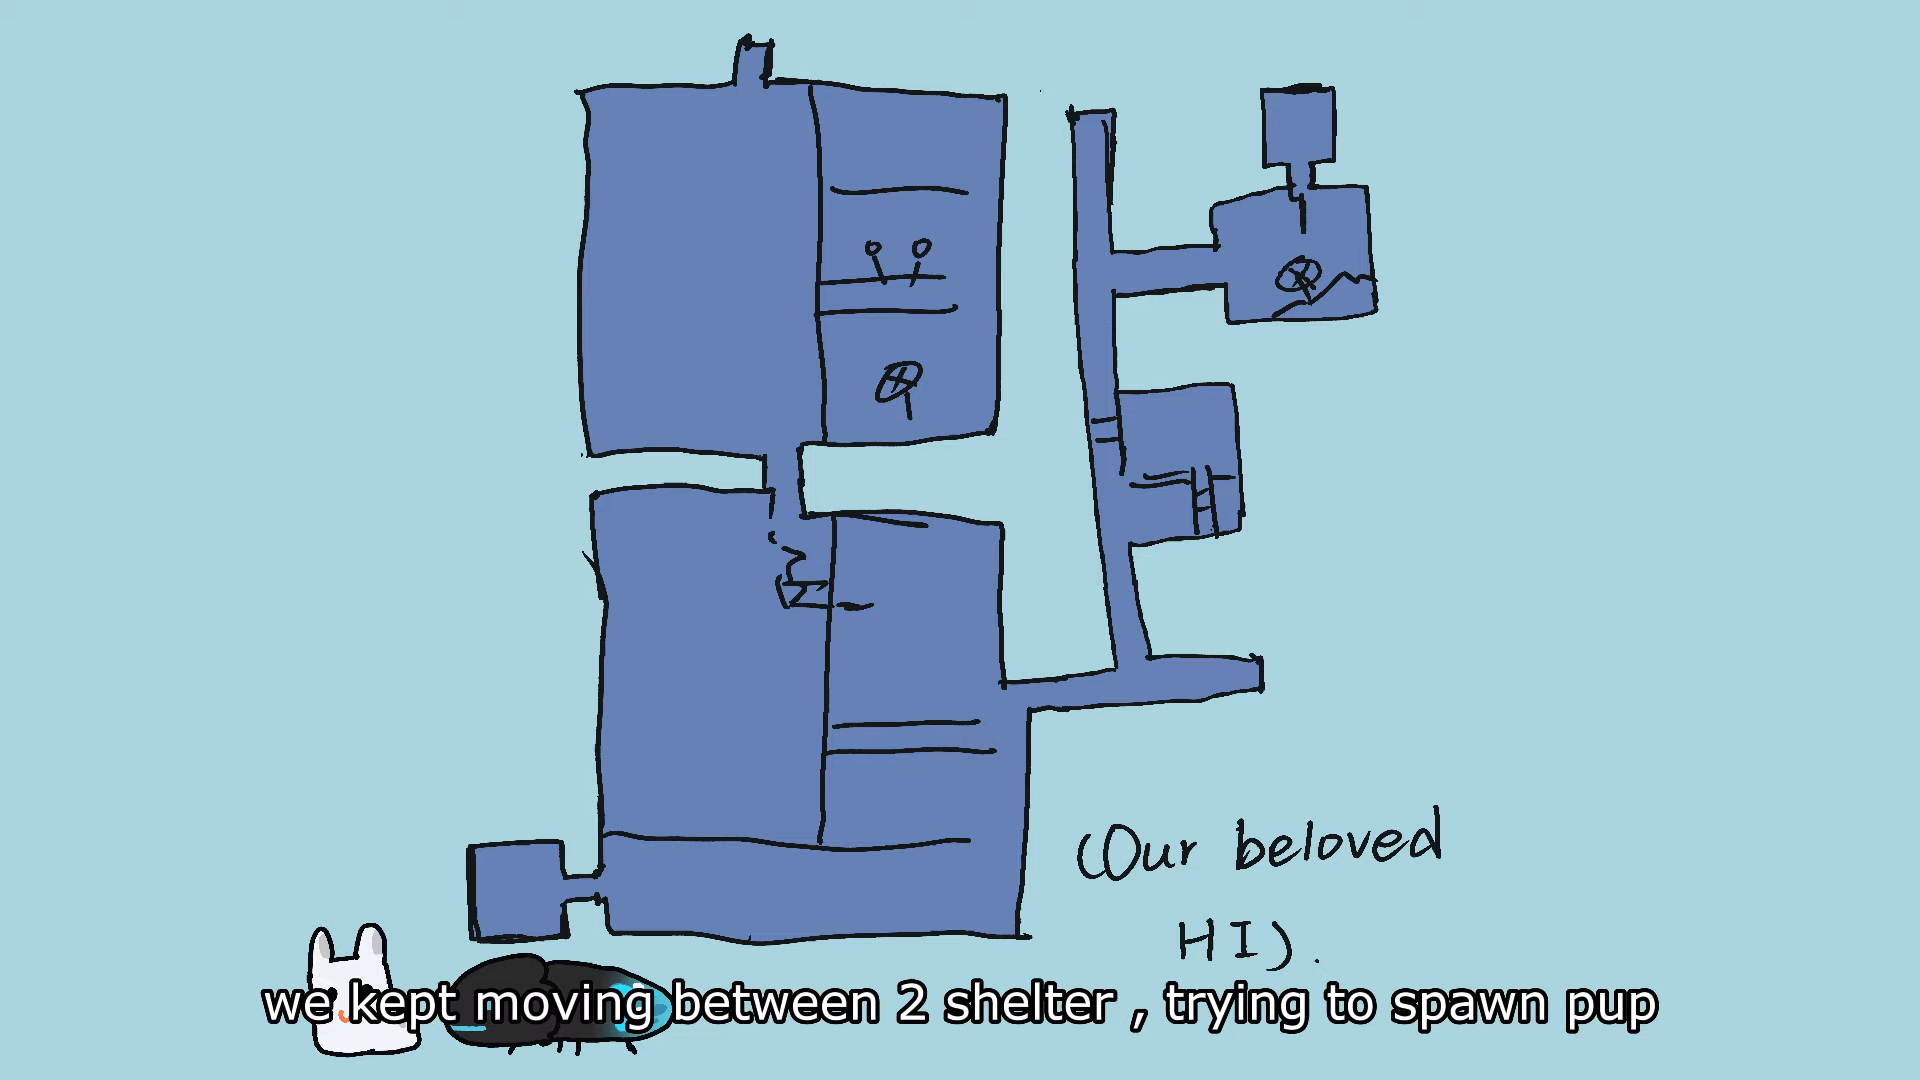 (Our beloved
HI).
we kept moving between 2 shelter , trying to spawn pup